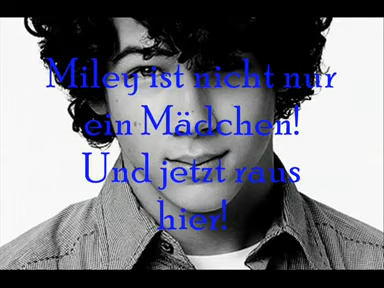 Miley ist nicht nur
ein Mädchen!
Und jetzt raus
hier!